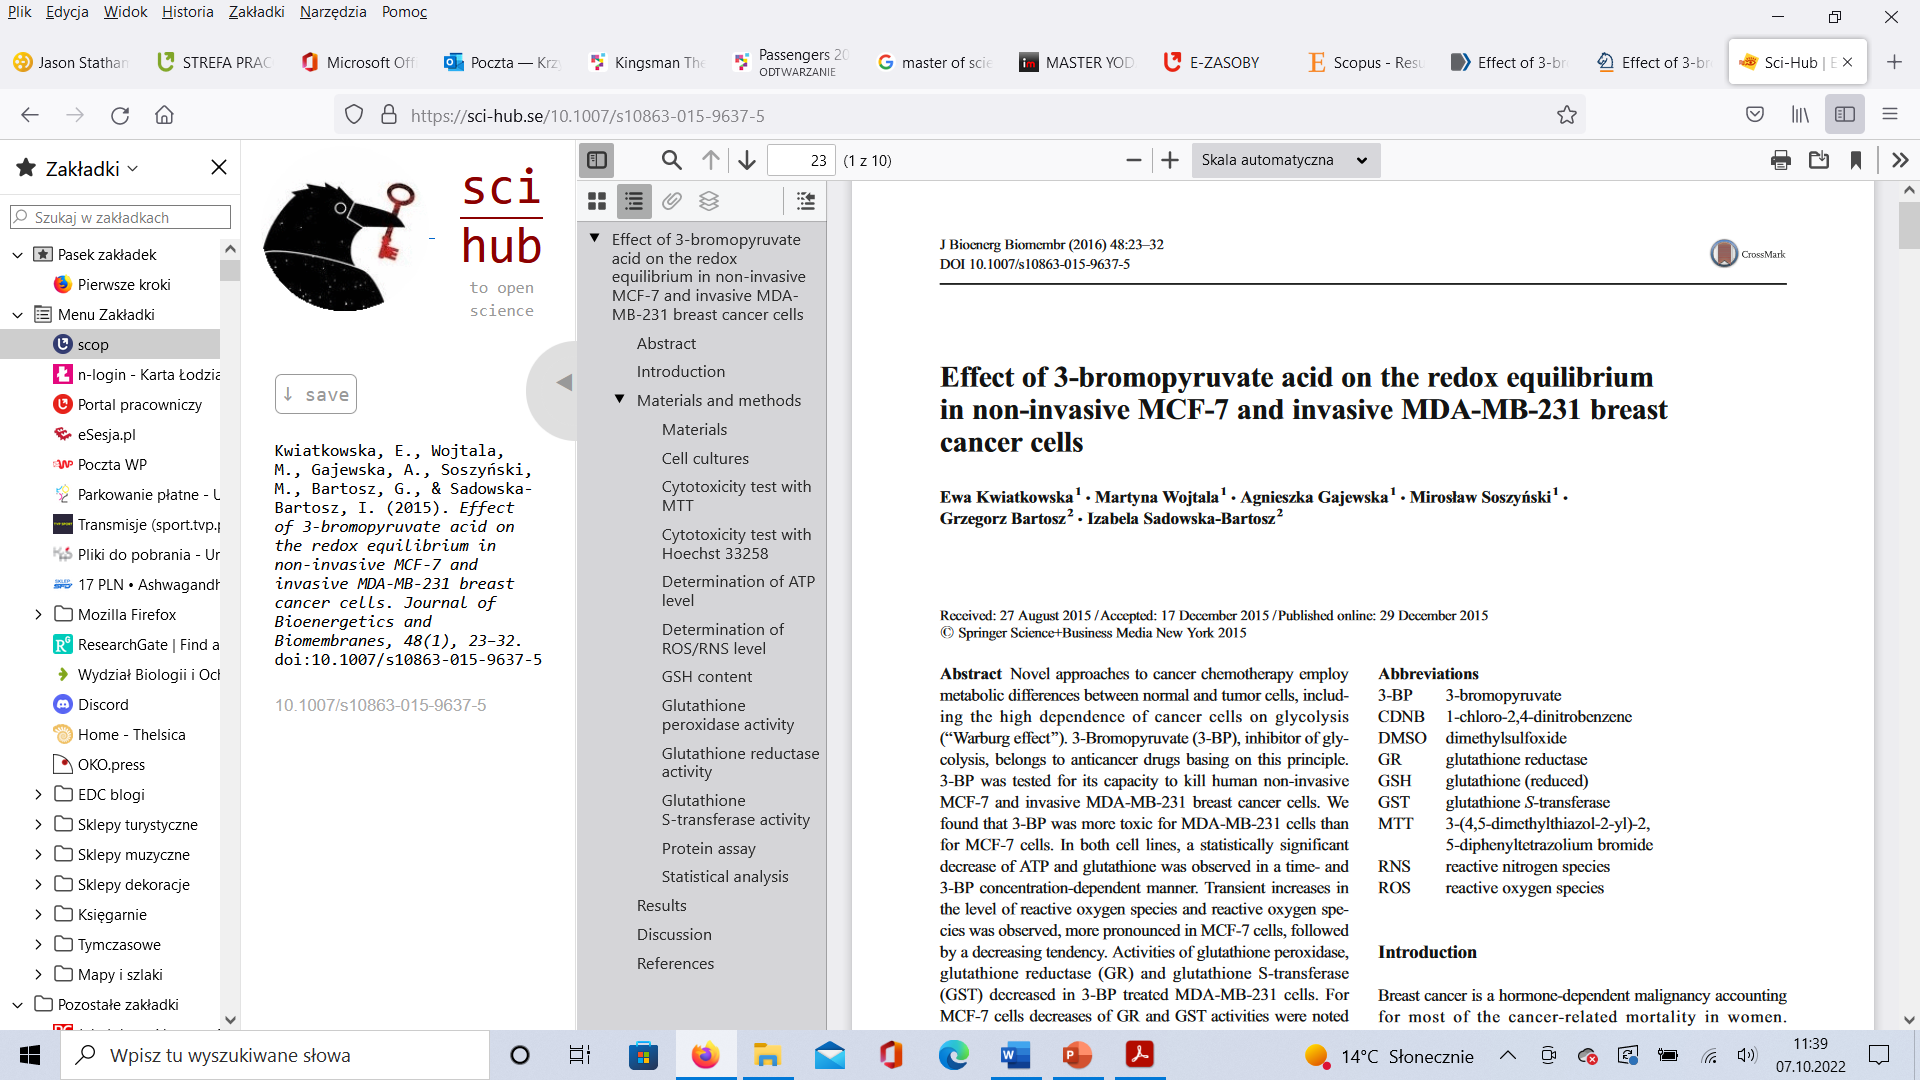 Plik Edycja Widok Historia Zakładki Narzędzia Pomoc
Jason Stathan
STREFA PRAC
Microsoft Offi
Poczta — Krzy
Kingsman The
Passengers 20
ODTWARZANIE
master of scie
MASTER YOD
E-ZASOBY
Scopus - Resu
Effect of 3-br
Effect of 3-br
Sci-Hub | E
https://sci-hub.se/10.1007/s10863-015-9637-5
Zakładki
Szukaj w zakładkach
Pasek zakładek
Pierwsze kroki
Menu Zakładki
scop
n-login - Karta Łodzia
Portal pracowniczy
eSesja.pl
Poczta WP
Parkowanie płatne - U
Transmisje (sport.tvp.p
Pliki do pobrania - Un
17 PLN • Ashwagandh
Mozilla Firefox
ResearchGate | Find a
Wydział Biologii i Och
Discord
Home - Thelsica
OKO.press
EDC blogi
Sklepy turystyczne
Sklepy muzyczne
Sklepy dekoracje
Księgarnie
Tymczasowe
Mapy i szlaki
Pozostałe zakładki
sci
hub
to open
science
↓ save
Kwiatkowska, E., Wojtala,
M., Gajewska, A., Soszyński,
M., Bartosz, G., & Sadowska-
Bartosz, I. (2015). Effect
of 3-bromopyruvate acid on
the redox equilibrium in
non-invasive MCF-7 and
invasive MDA-MB-231 breast
cancer cells. Journal of
Bioenergetics and
Biomembranes, 48(1), 23–32.
doi:10.1007/s10863-015-9637-5
10.1007/s10863-015-9637-5
23 (1 z 10)
Skala automatyczna
Effect of 3-bromopyruvate
acid on the redox
equilibrium in non-invasive
MCF-7 and invasive MDA-
MB-231 breast cancer cells
Abstract
Introduction
Materials and methods
Materials
Cell cultures
Cytotoxicity test with
MTT
Cytotoxicity test with
Hoechst 33258
Determination of ATP
level
Determination of
ROS/RNS level
GSH content
Glutathione
peroxidase activity
Glutathione reductase
activity
Glutathione
S-transferase activity
Protein assay
Statistical analysis
Results
Discussion
References
J Bioenerg Biomembr (2016) 48:23–32
DOI 10.1007/s10863-015-9637-5
CrossMark
Effect of 3-bromopyruvate acid on the redox equilibrium
in non-invasive MCF-7 and invasive MDA-MB-231 breast
cancer cells
Ewa Kwiatkowska1 • Martyna Wojtala1 • Agnieszka Gajewska1 • Mirosław Soszyński1 •
Grzegorz Bartosz2 • Izabela Sadowska-Bartosz2
Received: 27 August 2015 / Accepted: 17 December 2015 / Published online: 29 December 2015
© Springer Science+Business Media New York 2015
Abstract Novel approaches to cancer chemotherapy employ
metabolic differences between normal and tumor cells, includ-
ing the high dependence of cancer cells on glycolysis
(“Warburg effect”). 3-Bromopyruvate (3-BP), inhibitor of gly-
colysis, belongs to anticancer drugs basing on this principle.
3-BP was tested for its capacity to kill human non-invasive
MCF-7 and invasive MDA-MB-231 breast cancer cells. We
found that 3-BP was more toxic for MDA-MB-231 cells than
for MCF-7 cells. In both cell lines, a statistically significant
decrease of ATP and glutathione was observed in a time- and
3-BP concentration-dependent manner. Transient increases in
the level of reactive oxygen species and reactive oxygen spe-
cies was observed, more pronounced in MCF-7 cells, followed
by a decreasing tendency. Activities of glutathione peroxidase,
glutathione reductase (GR) and glutathione S-transferase
(GST) decreased in 3-BP treated MDA-MB-231 cells. For
MCF-7 cells decreases of GR and GST activities were noted
Abbreviations
3-BP 3-bromopyruvate
CDNB 1-chloro-2,4-dinitrobenzene
DMSO dimethylsulfoxide
GR glutathione reductase
GSH glutathione (reduced)
GST glutathione S-transferase
MTT 3-(4,5-dimethylthiazol-2-yl)-2,
5-diphenyltetrazolium bromide
RNS reactive nitrogen species
ROS reactive oxygen species
Introduction
Breast cancer is a hormone-dependent malignancy accounting
for most of the cancer-related mortality in women.
Wpisz tu wyszukiwane słowa
14°C Słonecznie
11:39
07.10.2022